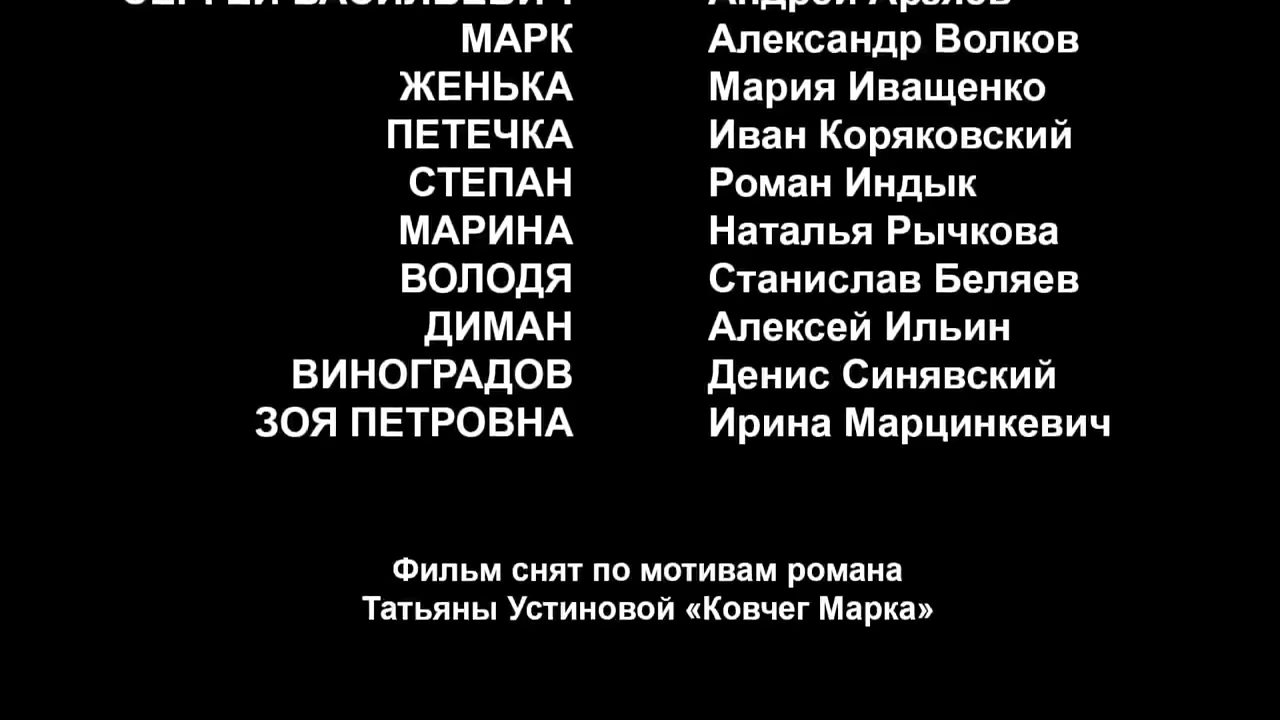 МАРК Александр Волков
ЖЕНЬКА Мария Иващенко
ПЕТЕЧКА Иван Коряковский
СТЕПАН Роман Индык
МАРИНА Наталья Рычкова
ВОЛОДЯ Станислав Беляев
ДИМАН Алексей Ильин
ВИНОГРАДОВ Денис Синявский
ЗОЯ ПЕТРОВНА Ирина Марцинкевич
Фильм снят по мотивам романа
Татьяны Устиновой «Ковчег Марка»